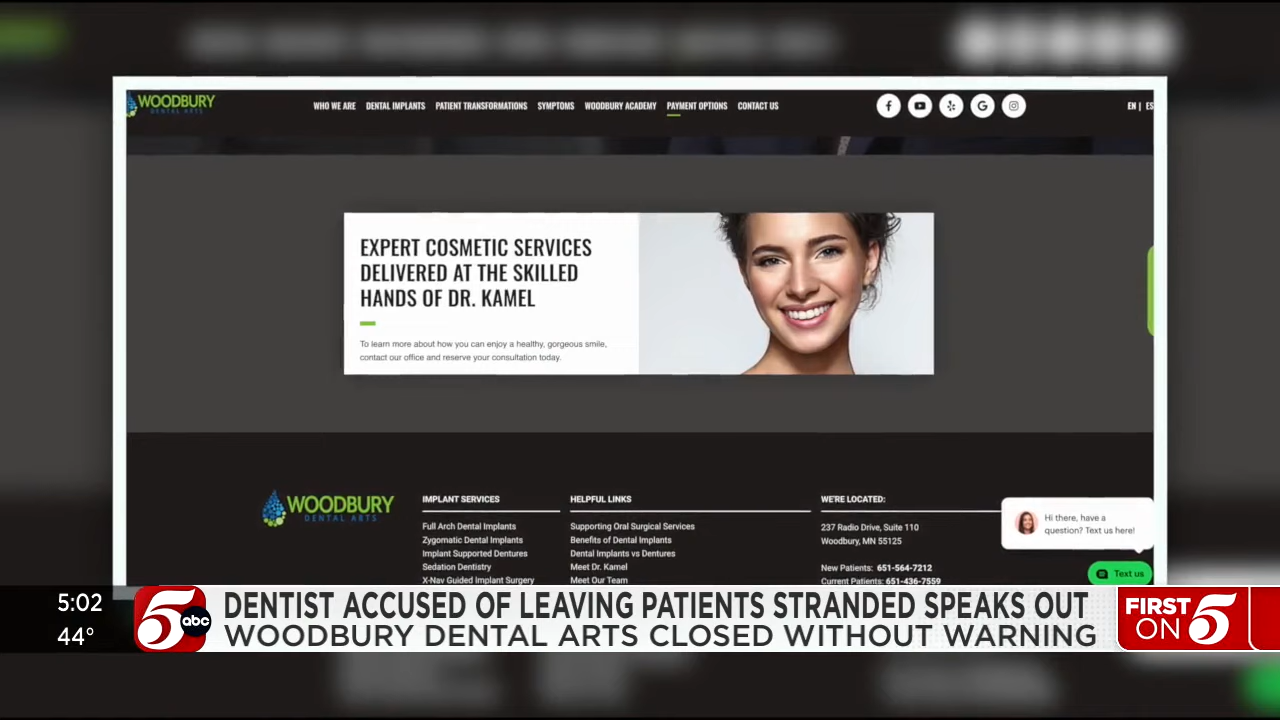 WOODBURY
DENTAL ARTS
WHO WE ARE DENTAL IMPLANTS PATIENT TRANSFORMATIONS SYMPTOMS WOODBURY ACADEMY PAYMENT OPTIONS CONTACT US
EN | ES
EXPERT COSMETIC SERVICES
DELIVERED AT THE SKILLED
HANDS OF DR. KAMEL
To learn more about how you can enjoy a healthy, gorgeous smile,
contact our office and reserve your consultation today.
WOODBURY
DENTAL ARTS
IMPLANT SERVICES
Full Arch Dental Implants
Zygomatic Dental Implants
Implant Supported Dentures
Sedation Dentistry
X-Nav Guided Implant Surgery
HELPFUL LINKS
Supporting Oral Surgical Services
Benefits of Dental Implants
Dental Implants vs Dentures
Meet Dr. Kamel
Meet Our Team
WE'RE LOCATED:
237 Radio Drive, Suite 110
Woodbury, MN 55125
New Patients: 651-564-7212
Current Patients: 651-436-7559
Hi there, have a
question? Text us here!
Text us
5:02
44°
5 abc
DENTIST ACCUSED OF LEAVING PATIENTS STRANDED SPEAKS OUT
WOODBURY DENTAL ARTS CLOSED WITHOUT WARNING
FIRST
ON 5